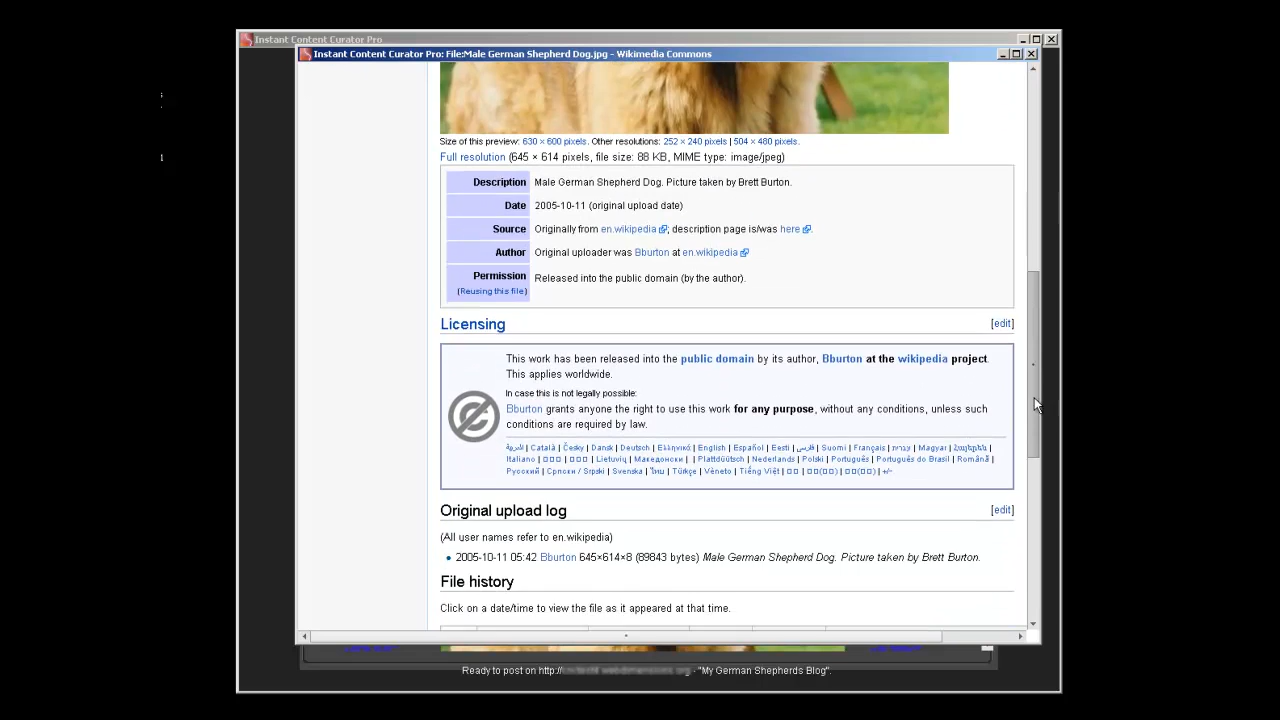 Instant Content Curator Pro
Instant Content Curator Pro: File:Male German Shepherd Dog.jpg - Wikimedia Commons
Size of this preview: 630 × 600 pixels. Other resolutions: 252 × 240 pixels | 504 × 480 pixels.
Full resolution (645 × 614 pixels, file size: 88 KB, MIME type: image/jpeg)
Description Male German Shepherd Dog. Picture taken by Brett Burton.
Date 2005-10-11 (original upload date)
Source Originally from en.wikipedia; description page is/was here.
Author Original uploader was Bburton at en.wikipedia
Permission
(Reusing this file) Released into the public domain (by the author).
Licensing [edit]
This work has been released into the public domain by its author, Bburton at the wikipedia project.
This applies worldwide.
In case this is not legally possible:
Bburton grants anyone the right to use this work for any purpose, without any conditions, unless such
conditions are required by law.
العربية | Català | Česky | Dansk | Deutsch | Ελληνικά | English | Español | Eesti | فارسی | Suomi | Français | עברית | Magyar | Հայերեն |
Italiano | Lietuvių | Македонски | Plattdüütsch | Nederlands | Polski | Português | Português do Brasil | Română |
Русский | Српски / Srpski | Svenska | ไทย | Türkçe | Vèneto | Tiếng Việt | +/−
Original upload log [edit]
(All user names refer to en.wikipedia)
• 2005-10-11 05:42 Bburton 645×614×8 (89843 bytes) Male German Shepherd Dog. Picture taken by Brett Burton.
File history
Click on a date/time to view the file as it appeared at that time.
Ready to post on http:// - "My German Shepherds Blog".